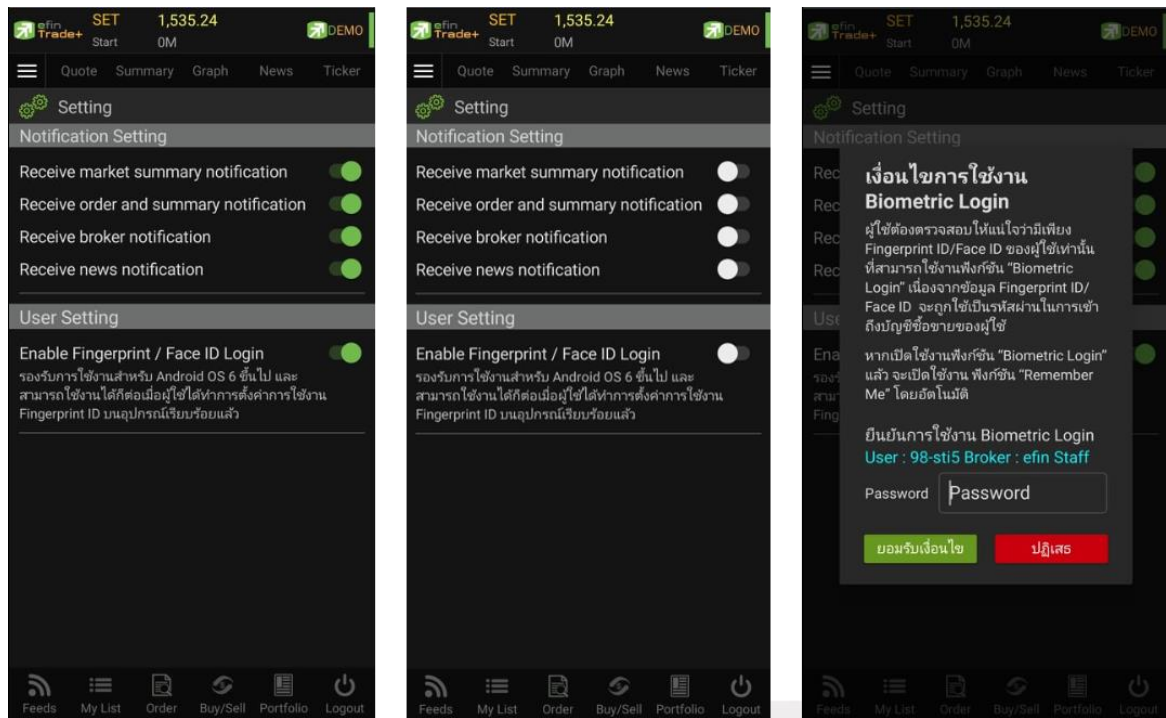 efin Trade+ SET 1,535.24 DEMO
Start 0M
Quote Summary Graph News Ticker
Setting
Notification Setting
Receive market summary notification
Receive order and summary notification
Receive broker notification
Receive news notification
User Setting
Enable Fingerprint / Face ID Login
รองรับการใช้งานสำหรับ Android OS 6 ขึ้นไป และ
สามารถใช้งานได้ก็ต่อเมื่อผู้ใช้ได้ทำการตั้งค่าการใช้งาน
Fingerprint ID บนอุปกรณ์เรียบร้อยแล้ว
Feeds My List Order Buy/Sell Portfolio Logout
efin Trade+ SET 1,535.24 DEMO
Start 0M
Quote Summary Graph News Ticker
Setting
Notification Setting
Receive market summary notification
Receive order and summary notification
Receive broker notification
Receive news notification
User Setting
Enable Fingerprint / Face ID Login
รองรับการใช้งานสำหรับ Android OS 6 ขึ้นไป และ
สามารถใช้งานได้ก็ต่อเมื่อผู้ใช้ได้ทำการตั้งค่าการใช้งาน
Fingerprint ID บนอุปกรณ์เรียบร้อยแล้ว
Feeds My List Order Buy/Sell Portfolio Logout
efin Trade+ SET 1,535.24 DEMO
Start 0M
Quote Summary Graph News Ticker
Setting
Notification Setting
Rec
Rec
Rec
Rec
Use
Ena
รองรั
สามา
Fing
เงื่อนไขการใช้งาน
Biometric Login
ผู้ใช้ต้องตรวจสอบให้แน่ใจว่ามีเพียง
Fingerprint ID/Face ID ของผู้ใช้เท่านั้น
ที่สามารถใช้งานฟังก์ชัน “Biometric
Login” เนื่องจากข้อมูล Fingerprint ID/
Face ID จะถูกใช้เป็นรหัสผ่านในการเข้า
ถึงบัญชีซื้อขายของผู้ใช้
หากเปิดใช้งานฟังก์ชัน “Biometric Login”
แล้ว จะเปิดใช้งาน ฟังก์ชัน “Remember
Me” โดยอัตโนมัติ
ยืนยันการใช้งาน Biometric Login
User : 98-sti5 Broker : efin Staff
Password Password
ยอมรับเงื่อนไข ปฏิเสธ
Feeds My List Order Buy/Sell Portfolio Logout